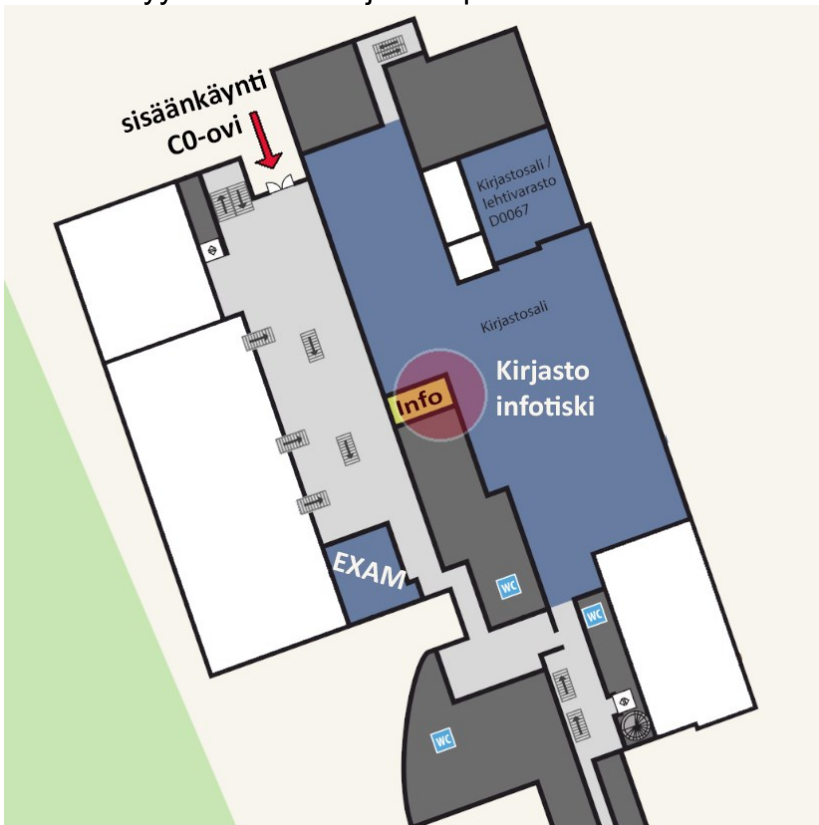 sisäänkäynti
C0-ovi
Kirjastosali /
lehtivarasto
D0067
Kirjastosali
Kirjasto
infotiski
Info
EXAM
WC
WC
WC